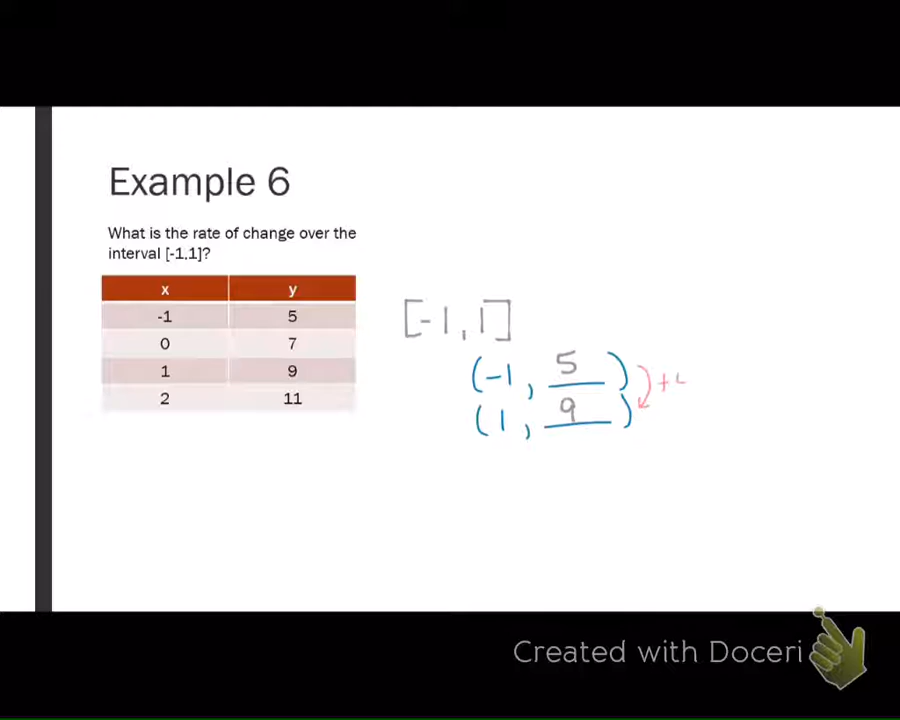 Example 6
What is the rate of change over the
interval [-1,1]?
x y
-1 5
0 7
1 9
2 11
[-1,1]
(-1, 5)
(1, 9)
Created with Doceri